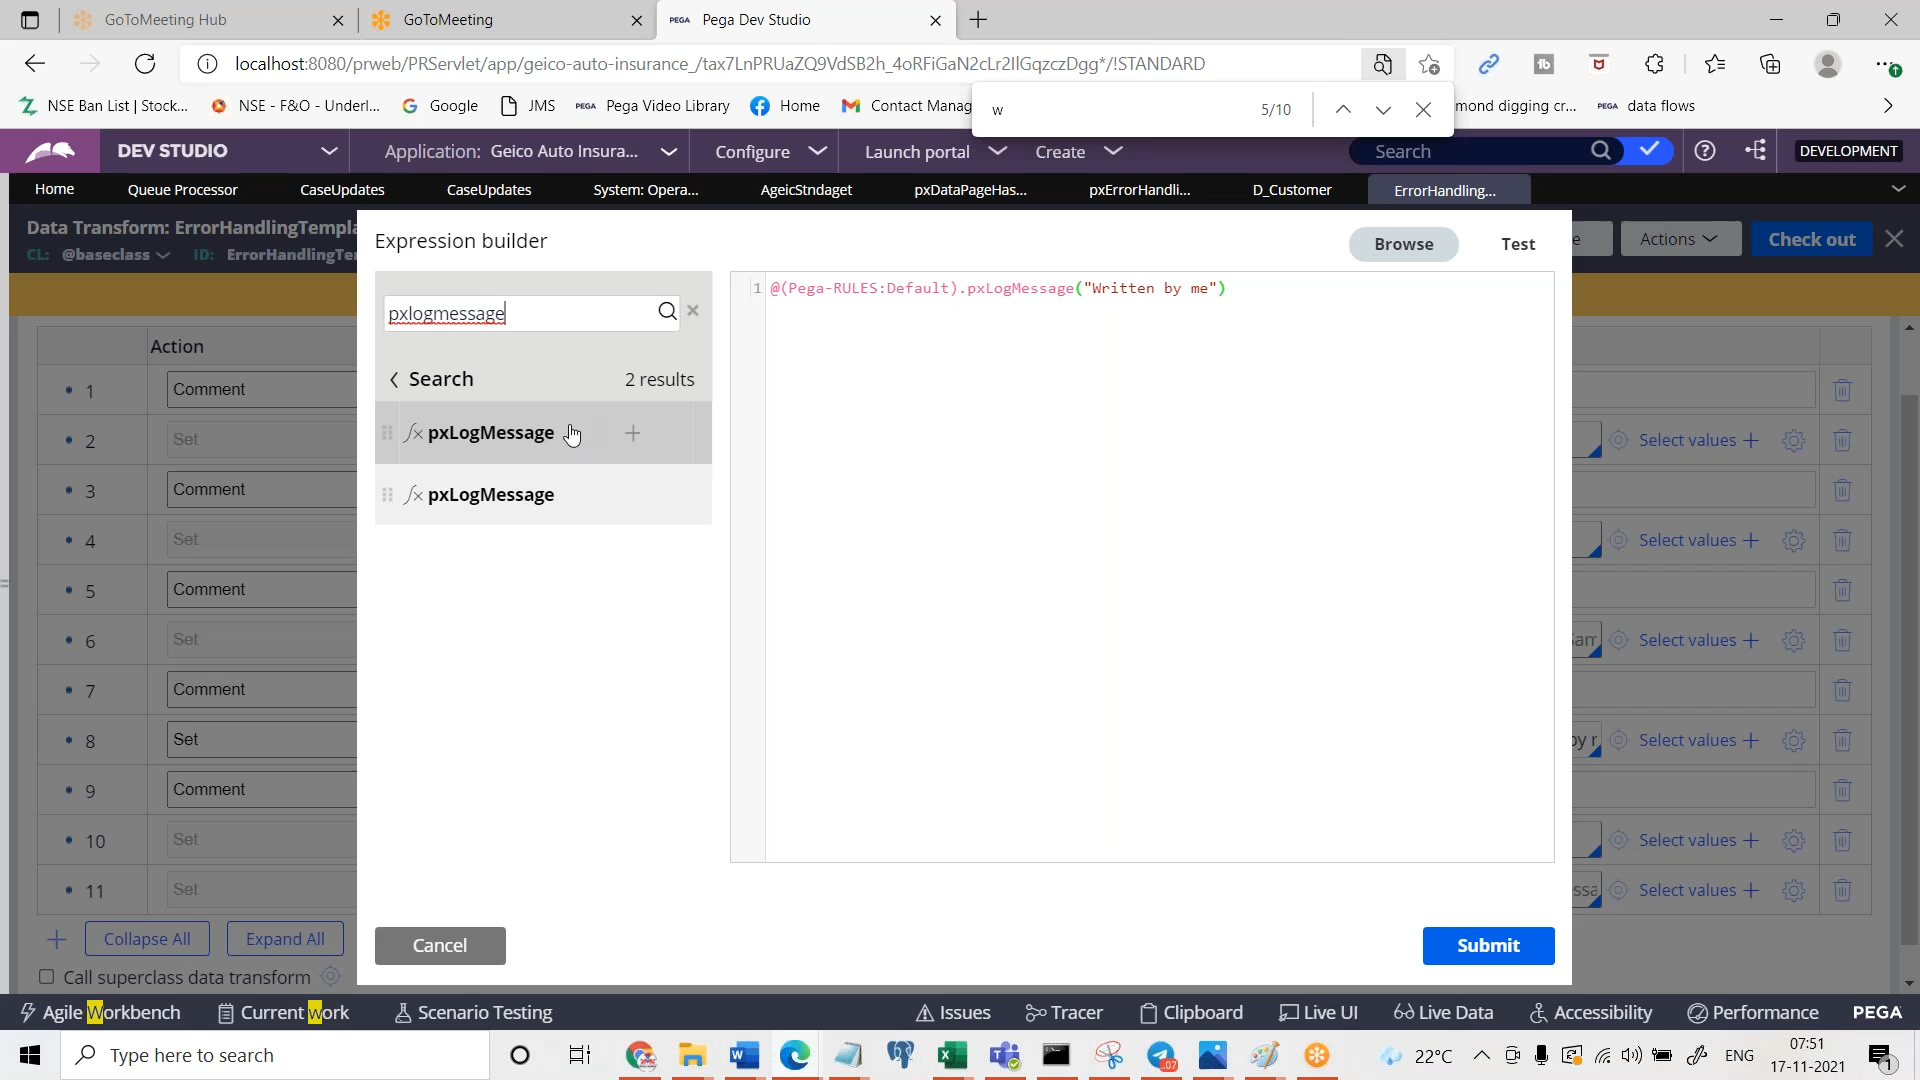 GoToMeeting Hub
GoToMeeting
PEGA Pega Dev Studio
localhost:8080/prweb/PRServlet/app/geico-auto-insurance_/tax7LnPRUaZQ9VdSB2h_4oRFiGaN2cLr2IlGqzczDgg*/!STANDARD
NSE Ban List | Stock...
NSE - F&O - Underl...
Google
JMS
PEGA Pega Video Library
Home
Contact Manag
w
5/10
mond digging cr...
PEGA data flows
DEV STUDIO
Application: Geico Auto Insura...
Configure
Launch portal
Create
Search
DEVELOPMENT
Home
Queue Processor
CaseUpdates
CaseUpdates
System: Opera...
AgeicStndaget
pxDataPageHas...
pxErrorHandli...
D_Customer
ErrorHandling...
Data Transform: ErrorHandlingTempla
CL: @baseclass
ID: ErrorHandlingTe
Actions
Check out
Expression builder
Browse
Test
pxlogmessage
1 @(Pega-RULES:Default).pxLogMessage("Written by me")
Search
2 results
fx pxLogMessage
fx pxLogMessage
Cancel
Submit
Action
1 Comment
2 Set Select values
3 Comment
4 Set Select values
5 Comment
6 Set Select values
7 Comment
8 Set by r Select values
9 Comment
10 Set Select values
11 Set Select values
Collapse All
Expand All
Call superclass data transform
Agile Workbench
Current work
Scenario Testing
Issues
Tracer
Clipboard
Live UI
Live Data
Accessibility
Performance
PEGA
Type here to search
22°C
ENG
07:51
17-11-2021